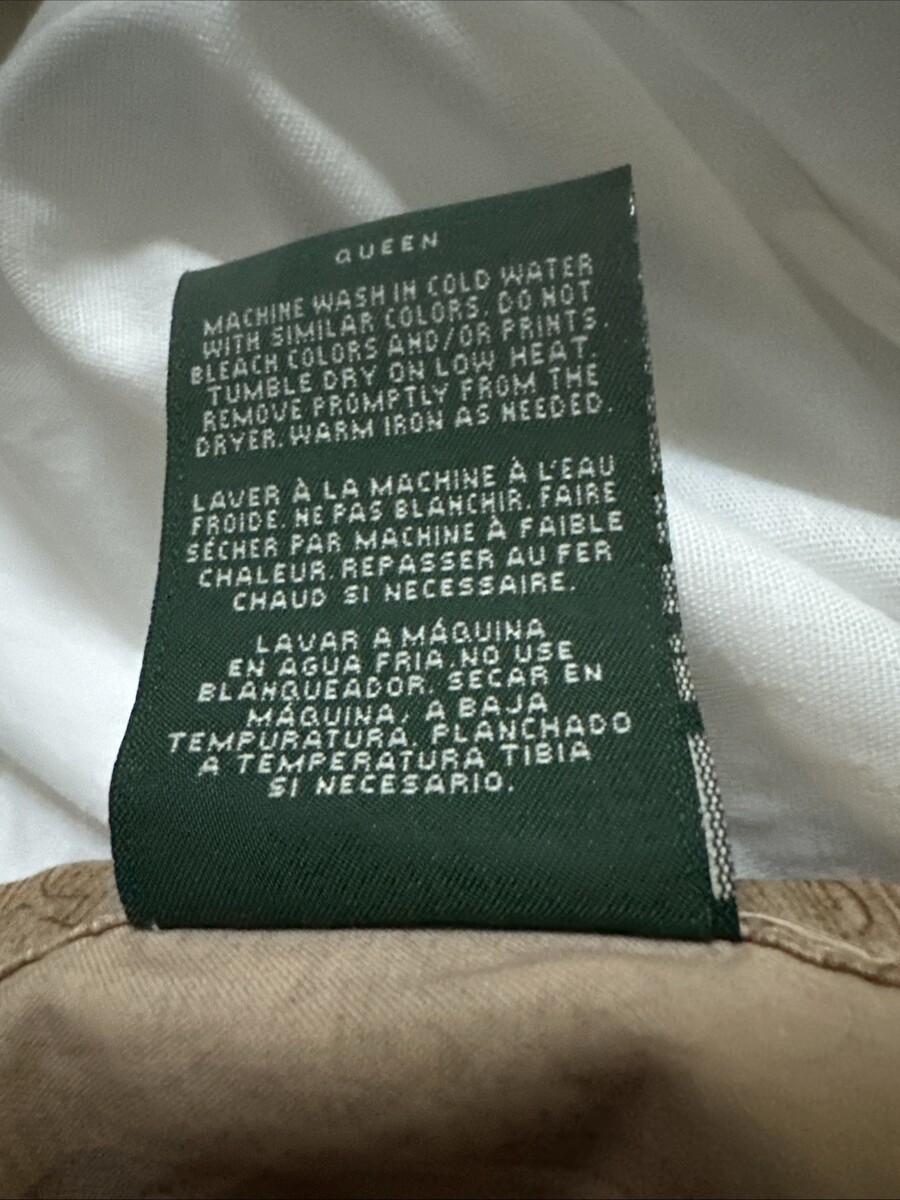 QUEEN
MACHINE WASH IN COLD WATER
WITH SIMILAR COLORS. DO NOT
BLEACH COLORS AND/OR PRINTS.
TUMBLE DRY ON LOW HEAT.
REMOVE PROMPTLY FROM THE
DRYER. WARM IRON AS NEEDED.
LAVER À LA MACHINE À L'EAU
FROIDE. NE PAS BLANCHIR. FAIRE
SÉCHER PAR MACHINE À FAIBLE
CHALEUR. REPASSER AU FER
CHAUD SI NECESSAIRE.
LAVAR A MÁQUINA
EN AGUA FRIA. NO USE
BLANQUEADOR. SECAR EN
MÁQUINA, A BAJA
TEMPURATURA. PLANCHADO
A TEMPERATURA TIBIA
SI NECESARIO.